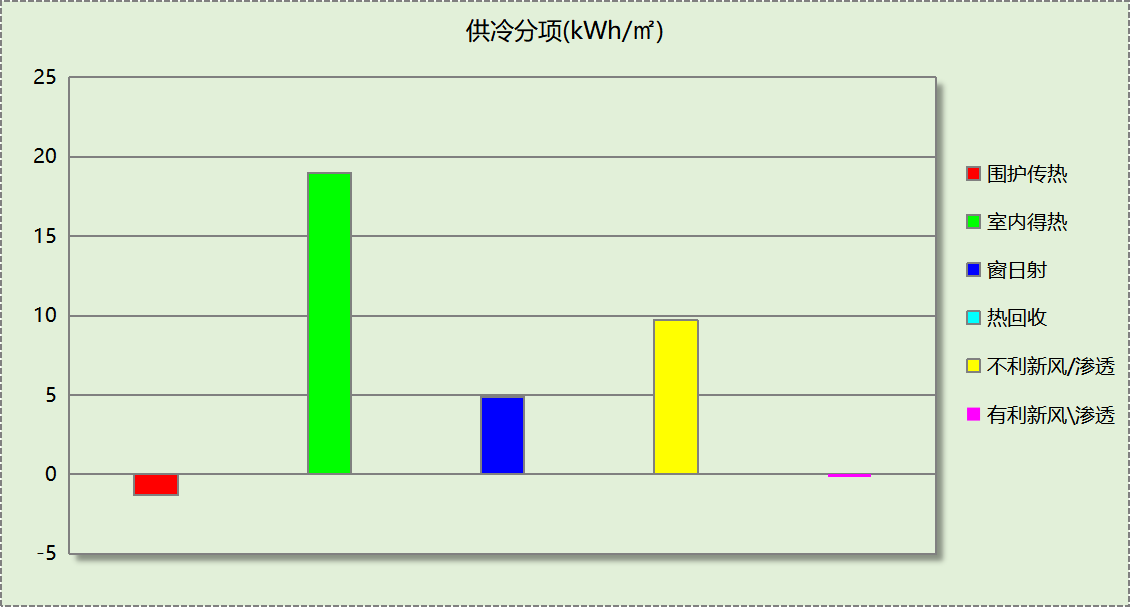 供冷分项(kWh/㎡)
25
20
15
10
5
0
-5
围护传热
室内得热
窗日射
热回收
不利新风/渗透
有利新风\渗透